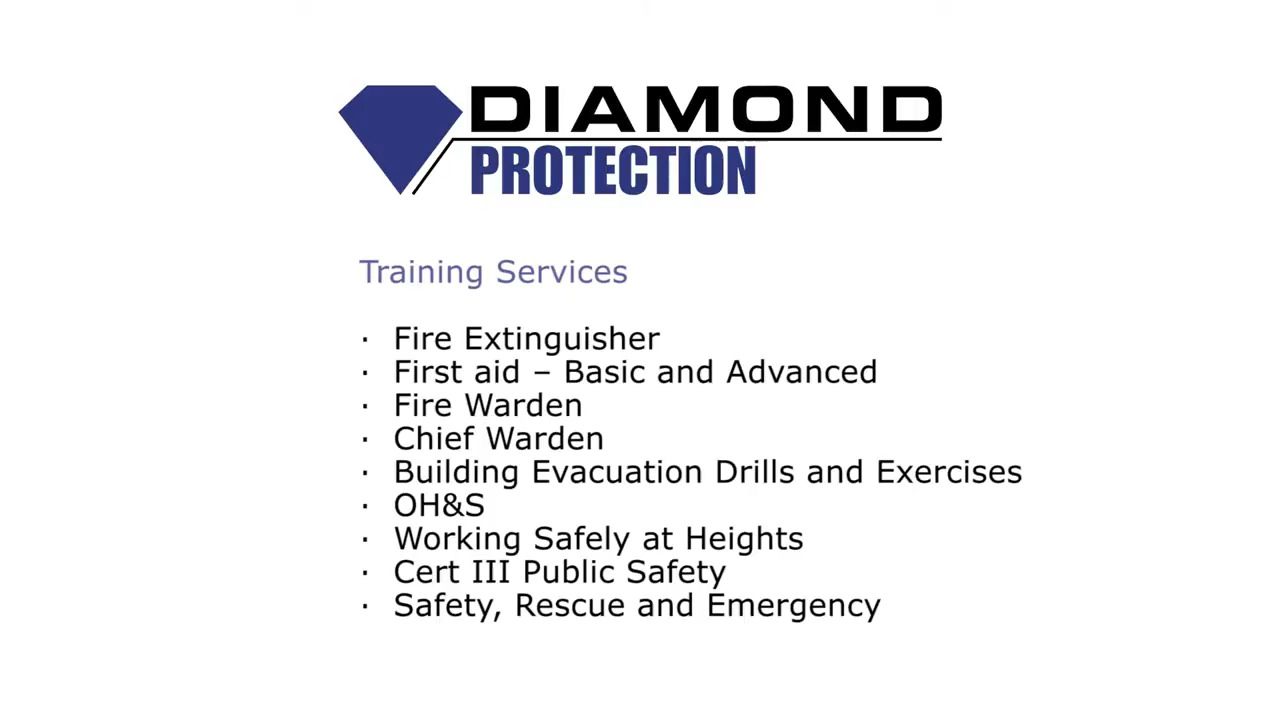 DIAMOND
PROTECTION
Training Services
· Fire Extinguisher
· First aid – Basic and Advanced
· Fire Warden
· Chief Warden
· Building Evacuation Drills and Exercises
· OH&S
· Working Safely at Heights
· Cert III Public Safety
· Safety, Rescue and Emergency